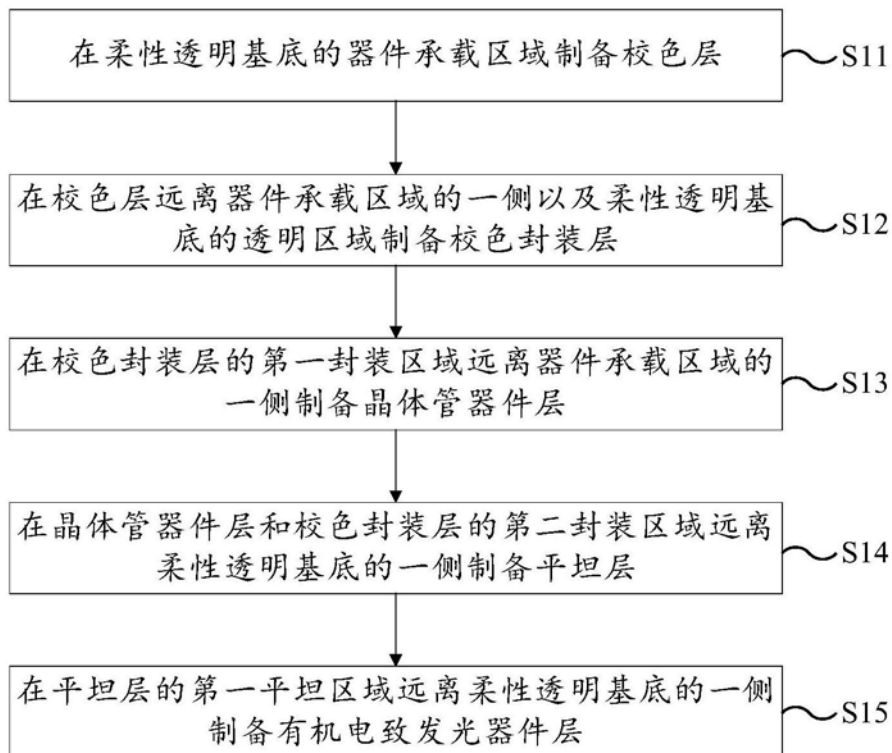 在柔性透明基底的器件承载区域制备校色层
S11
在校色层远离器件承载区域的一侧以及柔性透明基
底的透明区域制备校色封装层
S12
在校色封装层的第一封装区域远离器件承载区域的
一侧制备晶体管器件层
S13
在晶体管器件层和校色封装层的第二封装区域远离
柔性透明基底的一侧制备平坦层
S14
在平坦层的第一平坦区域远离柔性透明基底的一侧
制备有机电致发光器件层
S15